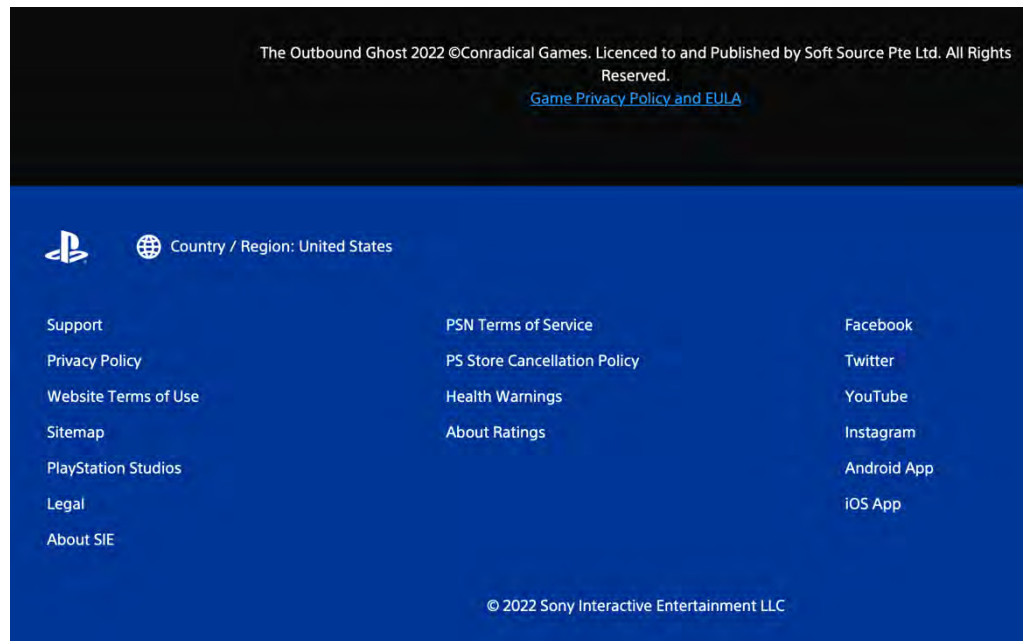 The Outbound Ghost 2022 ©Conradical Games. Licenced to and Published by Soft Source Pte Ltd. All Rights
Reserved.
Game Privacy Policy and EULA
Country / Region: United States
Support
Privacy Policy
Website Terms of Use
Sitemap
PlayStation Studios
Legal
About SIE
PSN Terms of Service
PS Store Cancellation Policy
Health Warnings
About Ratings
Facebook
Twitter
YouTube
Instagram
Android App
iOS App
© 2022 Sony Interactive Entertainment LLC